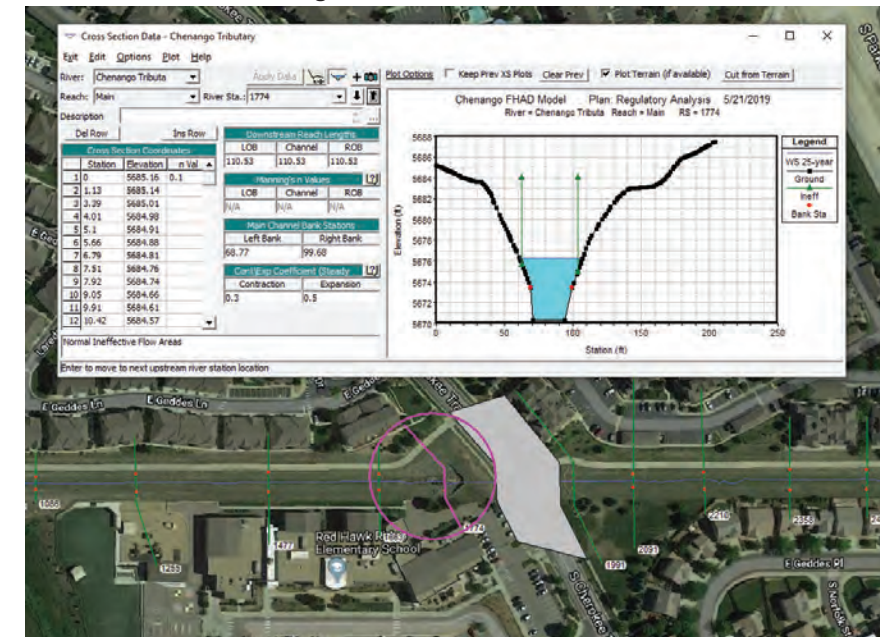 Cross Section Data - Chenango Tributary
Exit Edit Options Plot Help
River: Chenango Tributa
Apply Data
Plot Options Keep Prev XS Plots Clear Prev Plot Terrain (if available) Cut from Terrain
Reach: Main River Sta.: 1774
Description
Del Row Ins Row
Cross Section Coordinates
Station Elevation n Val
1 0 5685.16 0.1
2 1.13 5685.14
3 3.39 5685.01
4 4.01 5684.98
5 5.1 5684.91
6 5.66 5684.88
7 6.79 5684.81
8 7.51 5684.76
9 7.92 5684.74
10 9.05 5684.66
11 9.91 5684.61
12 10.42 5684.57
Downstream Reach Lengths
LOB Channel ROB
110.53 110.53 110.53
Manning's n Values
LOB Channel ROB
N/A N/A N/A
Main Channel Bank Stations
Left Bank Right Bank
68.77 99.68
Cont\Exp Coefficient (Steady
Contraction Expansion
0.3 0.5
Normal Ineffective Flow Areas
Enter to move to next upstream river station location
Chenango FHAD Model Plan: Regulatory Analysis 5/21/2019
River = Chenango Tributa Reach = Main RS = 1774
Elevation (ft)
5688
5686
5684
5682
5680
5678
5676
5674
5672
5670
0 50 100 150 200 250
Station (ft)
Legend
WS 25-year
Ground
Ineff
Bank Sta
E Geddes Ln
E Geddes Ln
1055
1255
1477
1774
1991
2091
2216
2358
Elementary School
S Cherokee
E Geddes Pl
S Norfolk St